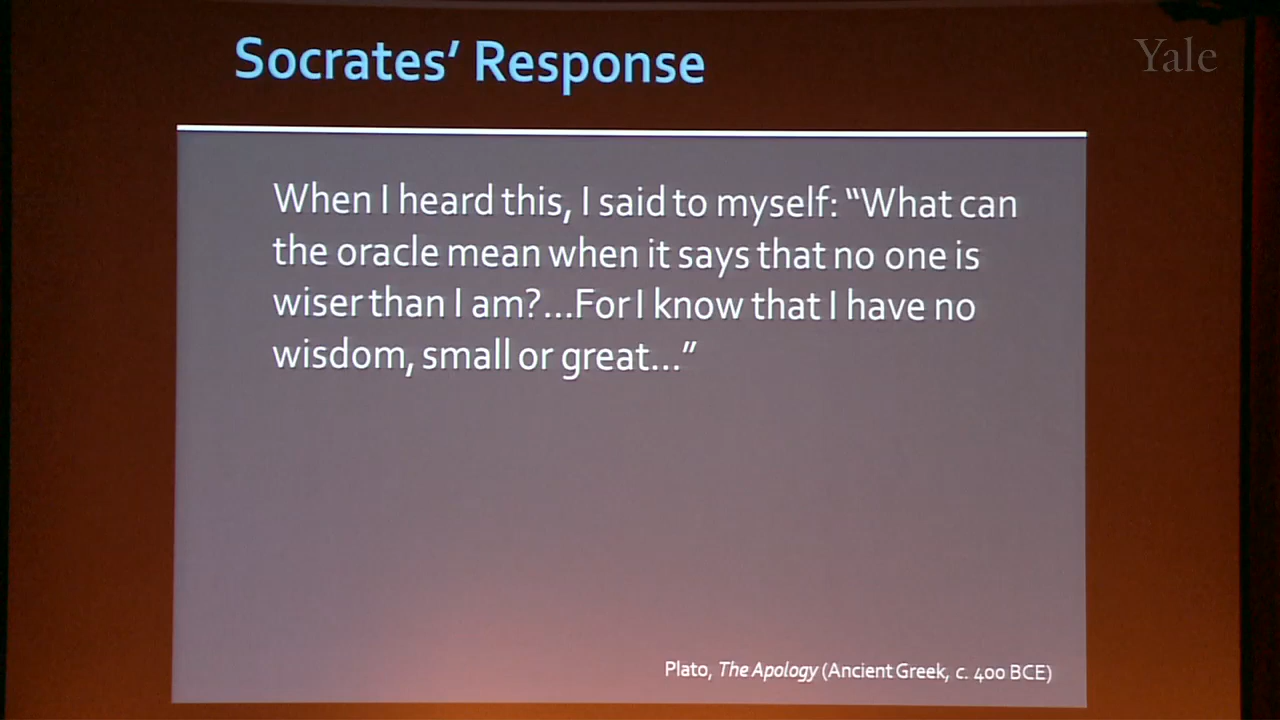 Socrates' Response
Yale
When I heard this, I said to myself: “What can
the oracle mean when it says that no one is
wiser than I am?...For I know that I have no
wisdom, small or great...”
Plato, The Apology (Ancient Greek, c. 400 BCE)